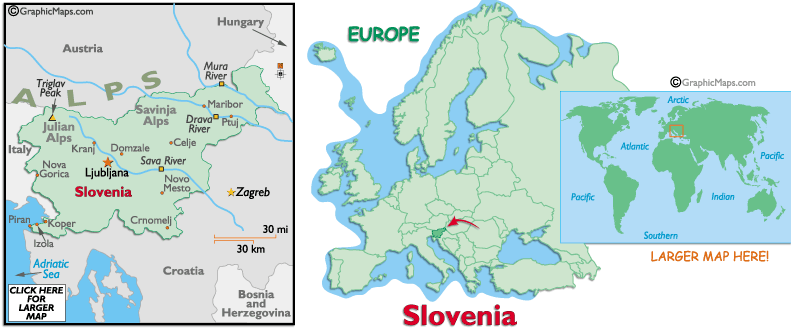 ©GraphicMaps.com
Hungary
Austria
Mura
River
Triglav
Peak
ALPS
Savinja
Alps
Maribor
Drava
River
Ptuj
Julian
Alps
Italy
Kranj
Domzaie
Celje
Sava River
Nova
Gorica
Ljubljana
Slovenia
Novo
Mesto
Zagreb
Piran
Koper
Izola
Crnomelj
30 mi
30 km
Adriatic
Sea
Croatia
CLICK HERE
FOR
LARGER
MAP
Bosnia
and
Herzegovina
EUROPE
Slovenia
©GraphicMaps.com
Arctic
Atlantic
Pacific
Pacific
Indian
Southern
LARGER MAP HERE!